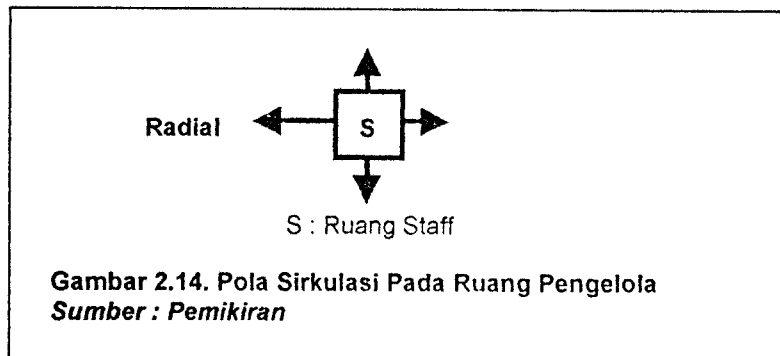 Radial
S
S : Ruang Staff
Gambar 2.14. Pola Sirkulasi Pada Ruang Pengelola
Sumber : Pemikiran